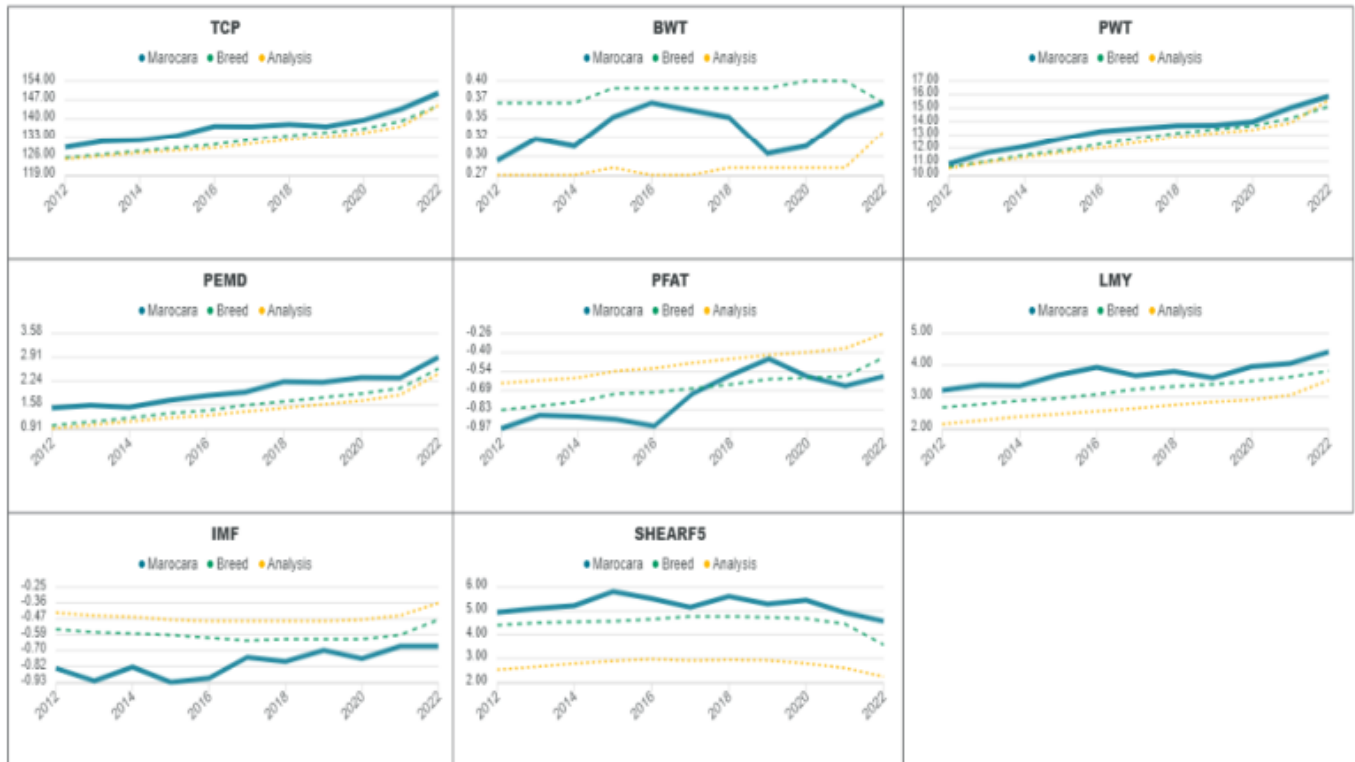 TCP
Marocara Breed Analysis
154.00
147.00
140.00
133.00
126.00
119.00
2012 2014 2016 2018 2020 2022
BWT
Marocara Breed Analysis
0.40
0.37
0.35
0.32
0.30
0.27
2012 2014 2016 2018 2020 2022
PWT
Marocara Breed Analysis
17.00
16.00
15.00
14.00
13.00
12.00
11.00
10.00
2012 2014 2016 2018 2020 2022
PEMD
Marocara Breed Analysis
3.58
2.91
2.24
1.58
0.91
2012 2014 2016 2018 2020 2022
PFAT
Marocara Breed Analysis
-0.26
-0.40
-0.54
-0.69
-0.83
-0.97
2012 2014 2016 2018 2020 2022
LMY
Marocara Breed Analysis
5.00
4.00
3.00
2.00
2012 2014 2016 2018 2020 2022
IMF
Marocara Breed Analysis
-0.25
-0.36
-0.47
-0.59
-0.70
-0.82
-0.93
2012 2014 2016 2018 2020 2022
SHEARF5
Marocara Breed Analysis
6.00
5.00
4.00
3.00
2.00
2012 2014 2016 2018 2020 2022